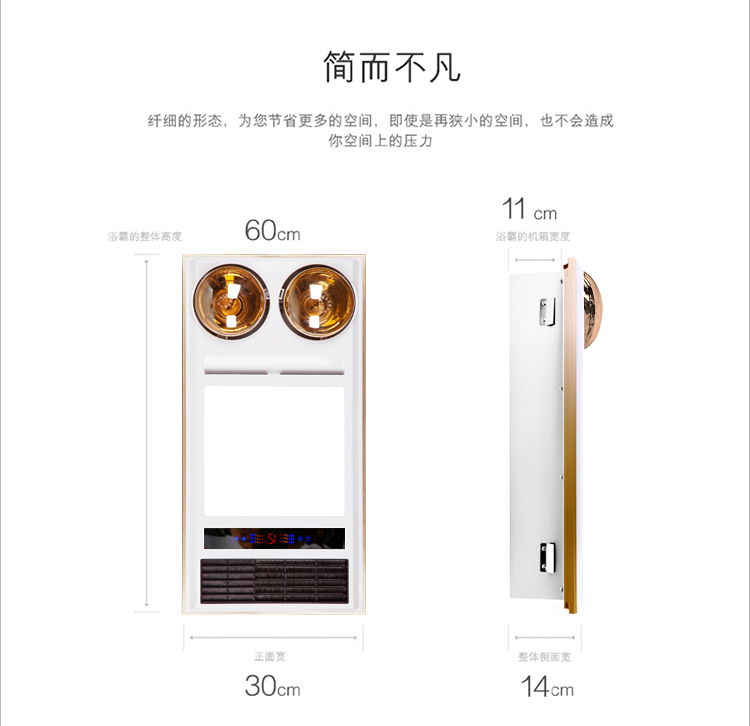 简而不凡
纤细的形态，为您节省更多的空间，即使是再狭小的空间，也不会造成
你空间上的压力
浴霸的整体高度
60cm
11 cm
浴霸的机箱宽度
51
正面宽
30cm
整体侧面宽
14cm